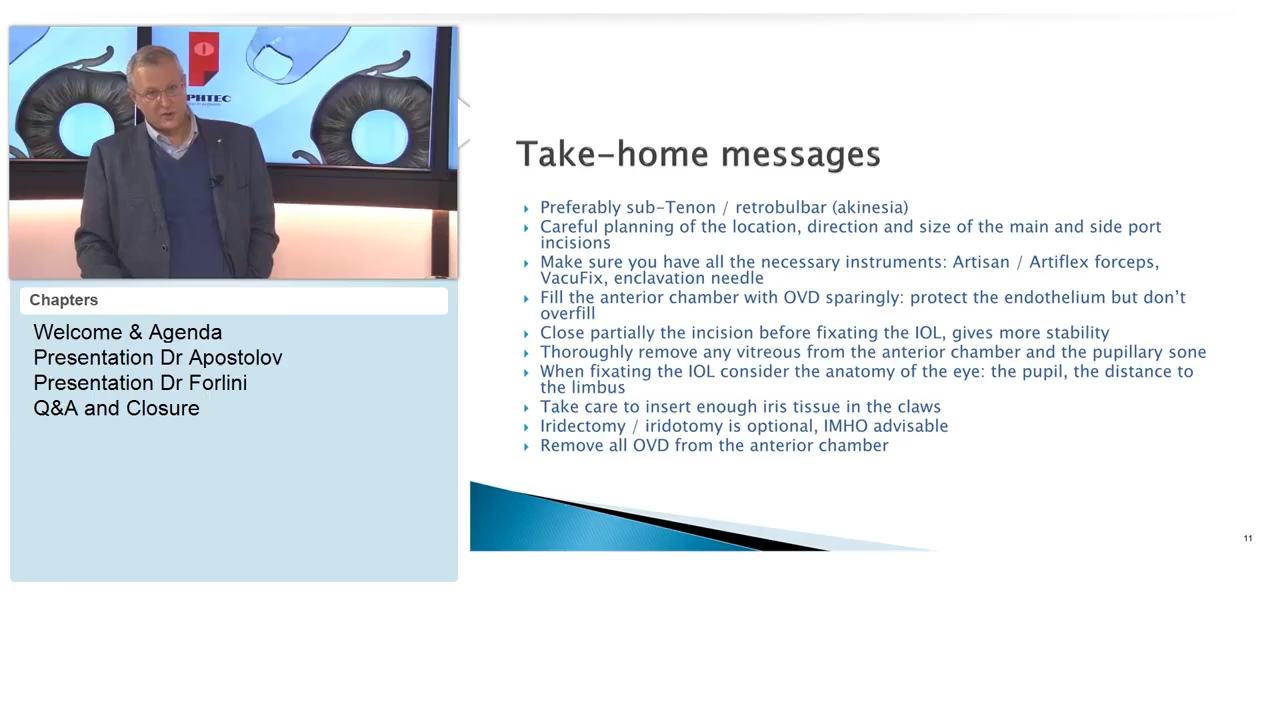 PHTEC
Chapters
Welcome & Agenda
Presentation Dr Apostolov
Presentation Dr Forlini
Q&A and Closure
Take-home messages
Preferably sub-Tenon / retrobulbar (akinesia)
Careful planning of the location, direction and size of the main and side port
incisions
Make sure you have all the necessary instruments: Artisan / Artiflex forceps,
VacuFix, enclavation needle
Fill the anterior chamber with OVD sparingly: protect the endothelium but don't
overfill
Close partially the incision before fixating the IOL, gives more stability
Thoroughly remove any vitreous from the anterior chamber and the pupillary sone
When fixating the IOL consider the anatomy of the eye: the pupil, the distance to
the limbus
Take care to insert enough iris tissue in the claws
Iridectomy / iridotomy is optional, IMHO advisable
Remove all OVD from the anterior chamber
11